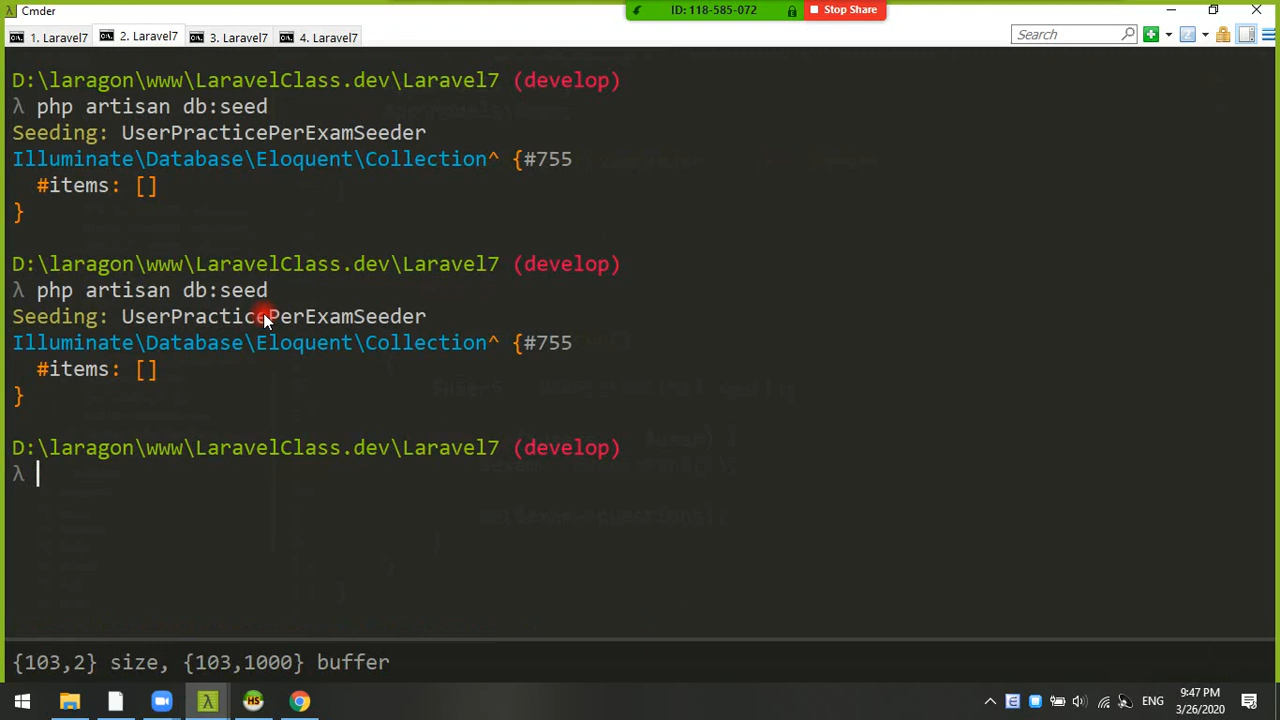 Cmder
ID: 118-585-072
Stop Share
1. Laravel7
2. Laravel7
3. Laravel7
4. Laravel7
Search
D:\laragon\www\LaravelClass.dev\Laravel7 (develop)
λ php artisan db:seed
Seeding: UserPracticePerExamSeeder
Illuminate\Database\Eloquent\Collection^ {#755
#items: []
}
D:\laragon\www\LaravelClass.dev\Laravel7 (develop)
λ php artisan db:seed
Seeding: UserPracticePerExamSeeder
Illuminate\Database\Eloquent\Collection^ {#755
#items: []
}
D:\laragon\www\LaravelClass.dev\Laravel7 (develop)
λ
{103,2} size, {103,1000} buffer
λ
HS
ENG
9:47 PM
3/26/2020